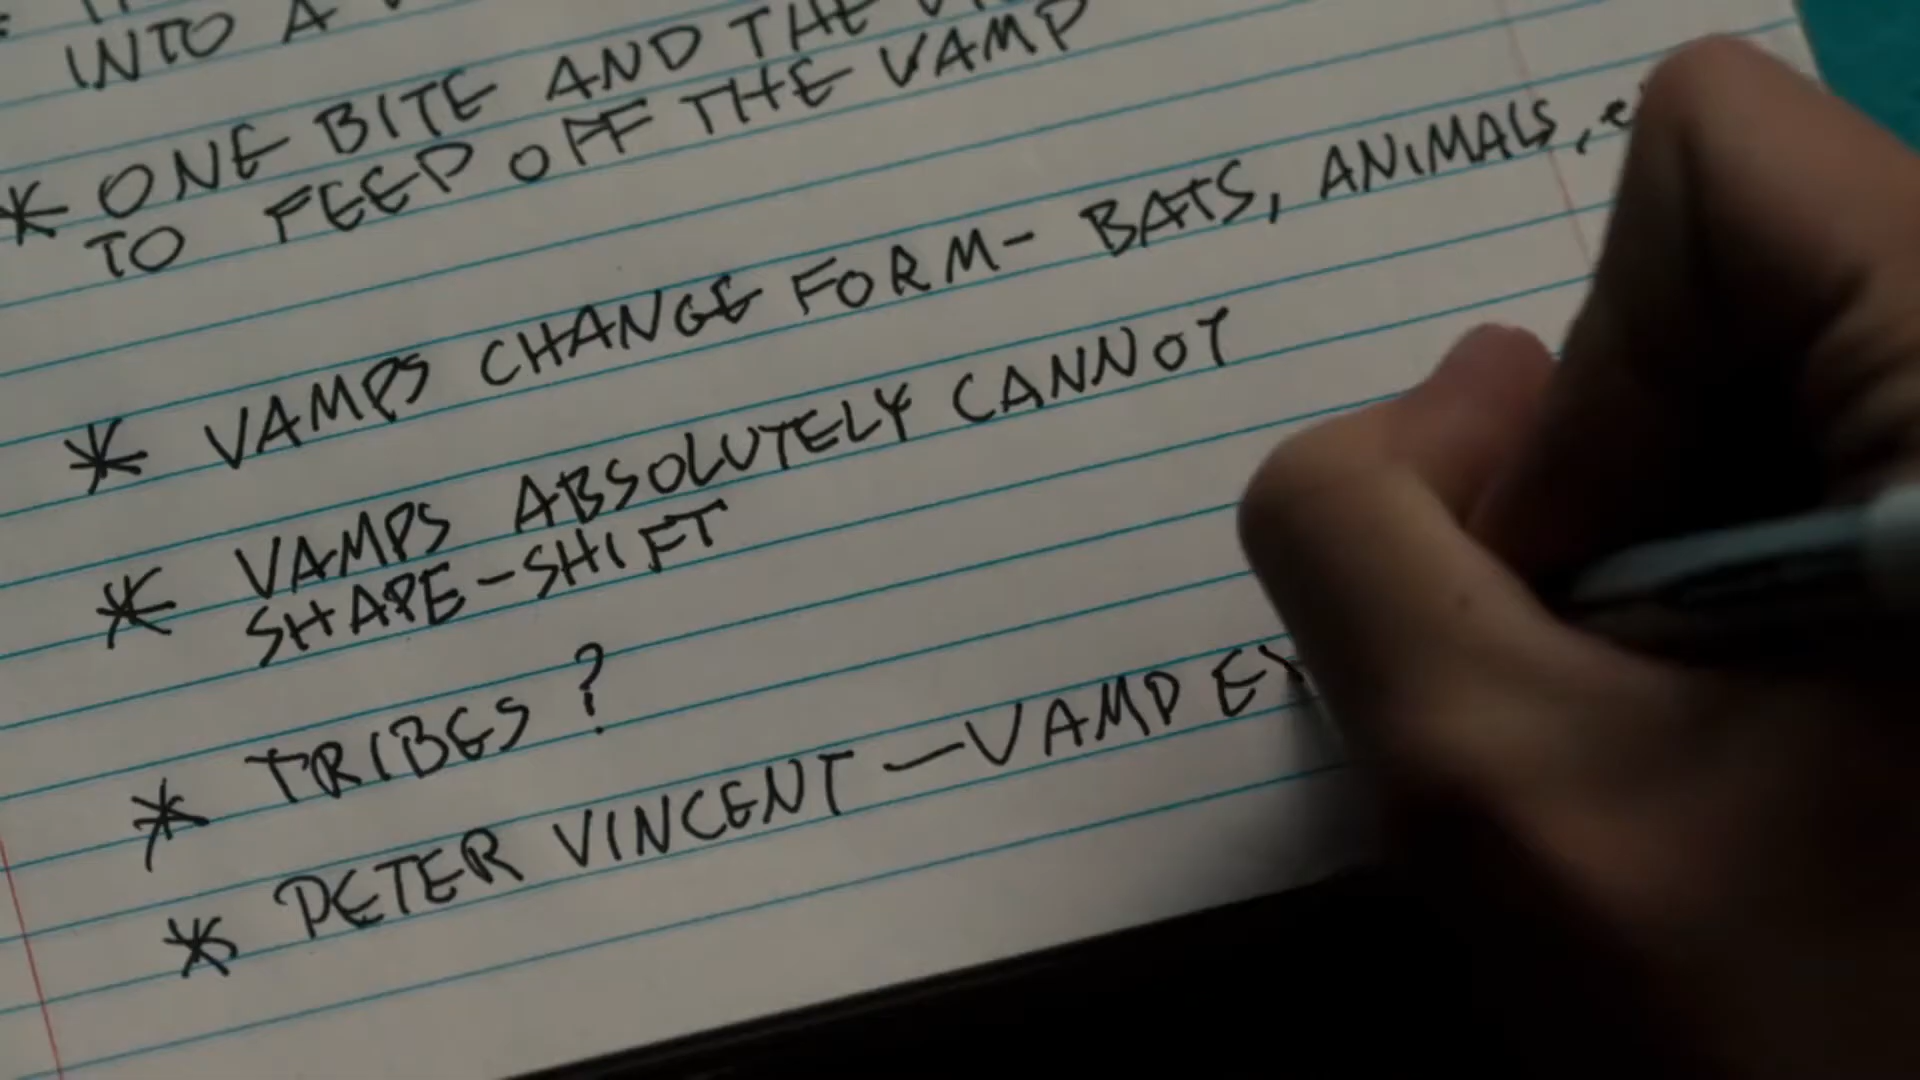 INTO A
* ONE BITE AND THE
TO FEED OFF THE VAMP
* VAMPS CHANGE FORM- BATS, ANIMALS,
* VAMPS ABSOLUTELY CANNOT
SHAPE-SHIFT
* TRIBES?
* PETER VINCENT - VAMP